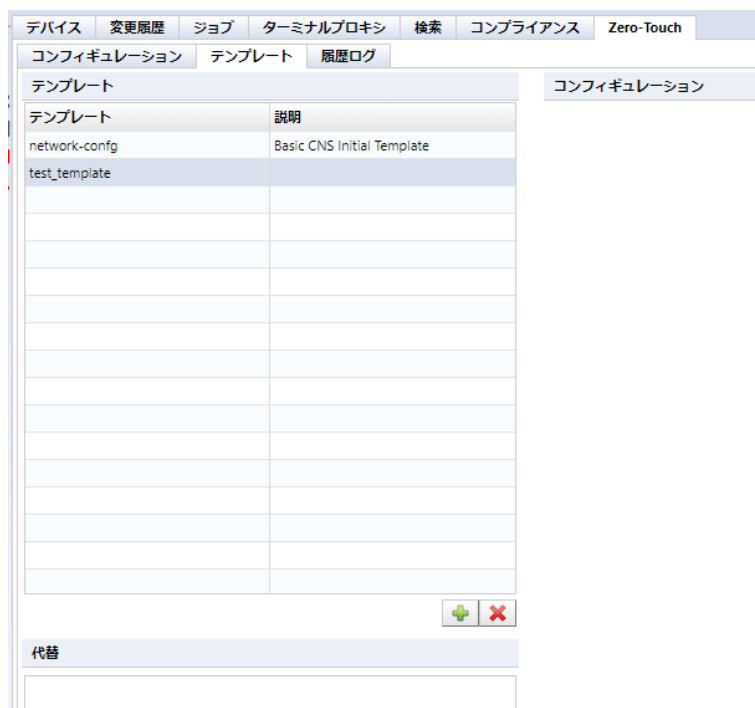 デバイス 変更履歴 ジョブ ターミナルプロキシ 検索 コンプライアンス Zero-Touch
コンフィギュレーション テンプレート 履歴ログ
テンプレート
コンフィギュレーション
テンプレート 説明
network-confg Basic CNS Initial Template
test_template
代替